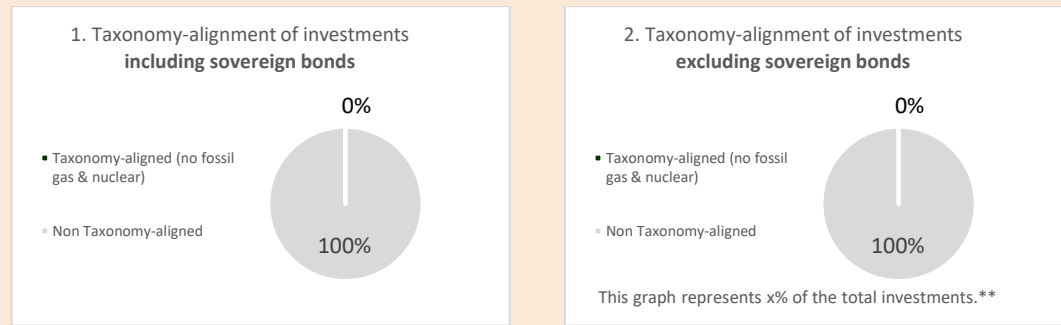 1. Taxonomy-alignment of investments
including sovereign bonds
0%
Taxonomy-aligned (no fossil
gas & nuclear)
Non Taxonomy-aligned
100%
2. Taxonomy-alignment of investments
excluding sovereign bonds
0%
Taxonomy-aligned (no fossil
gas & nuclear)
Non Taxonomy-aligned
100%
This graph represents x% of the total investments.**